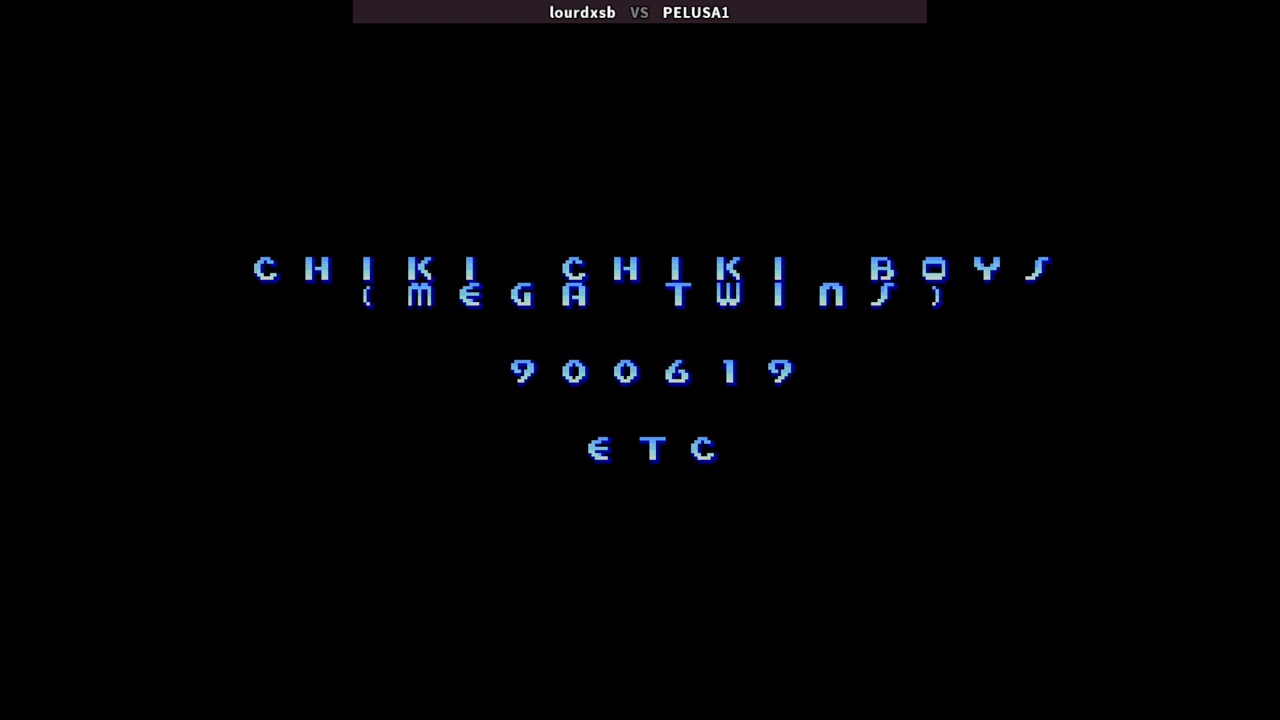 lourdxsb VS PELUSA1
CHIKI CHIKI BOYS
(MEGA TWINS)
900619
ETC